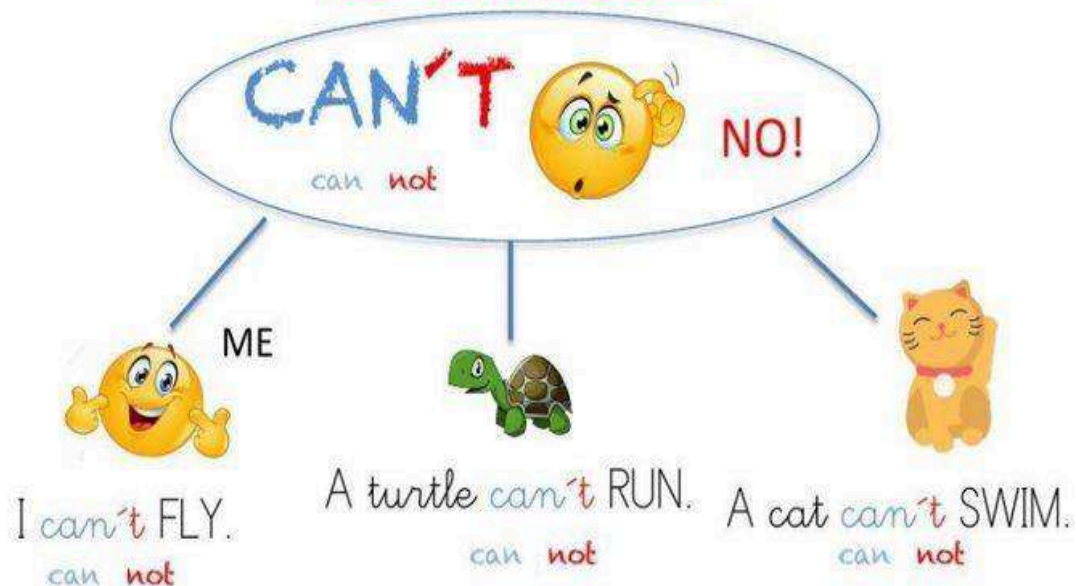 CAN´T
NO!
can not
ME
I can´t FLY.
can not
A turtle can´t RUN.
can not
A cat can´t SWIM.
can not